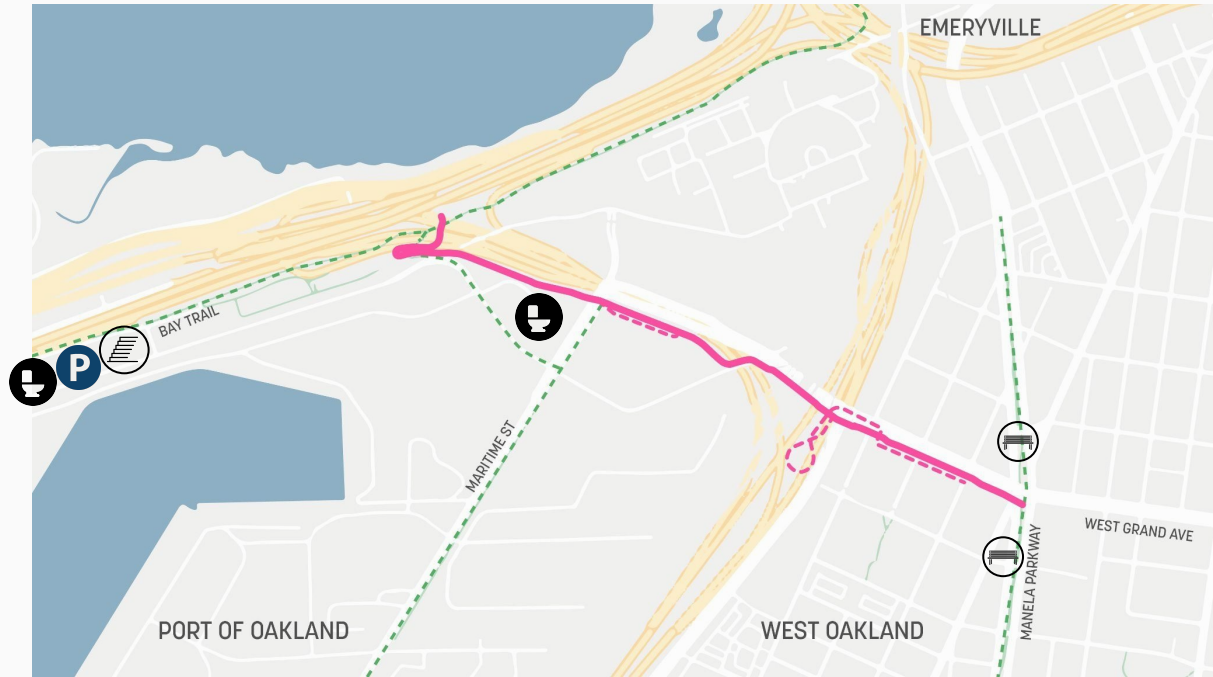 EMERYVILLE
BAY TRAIL
P
MARITIME ST
WEST GRAND AVE
MANELA PARKWAY
PORT OF OAKLAND
WEST OAKLAND